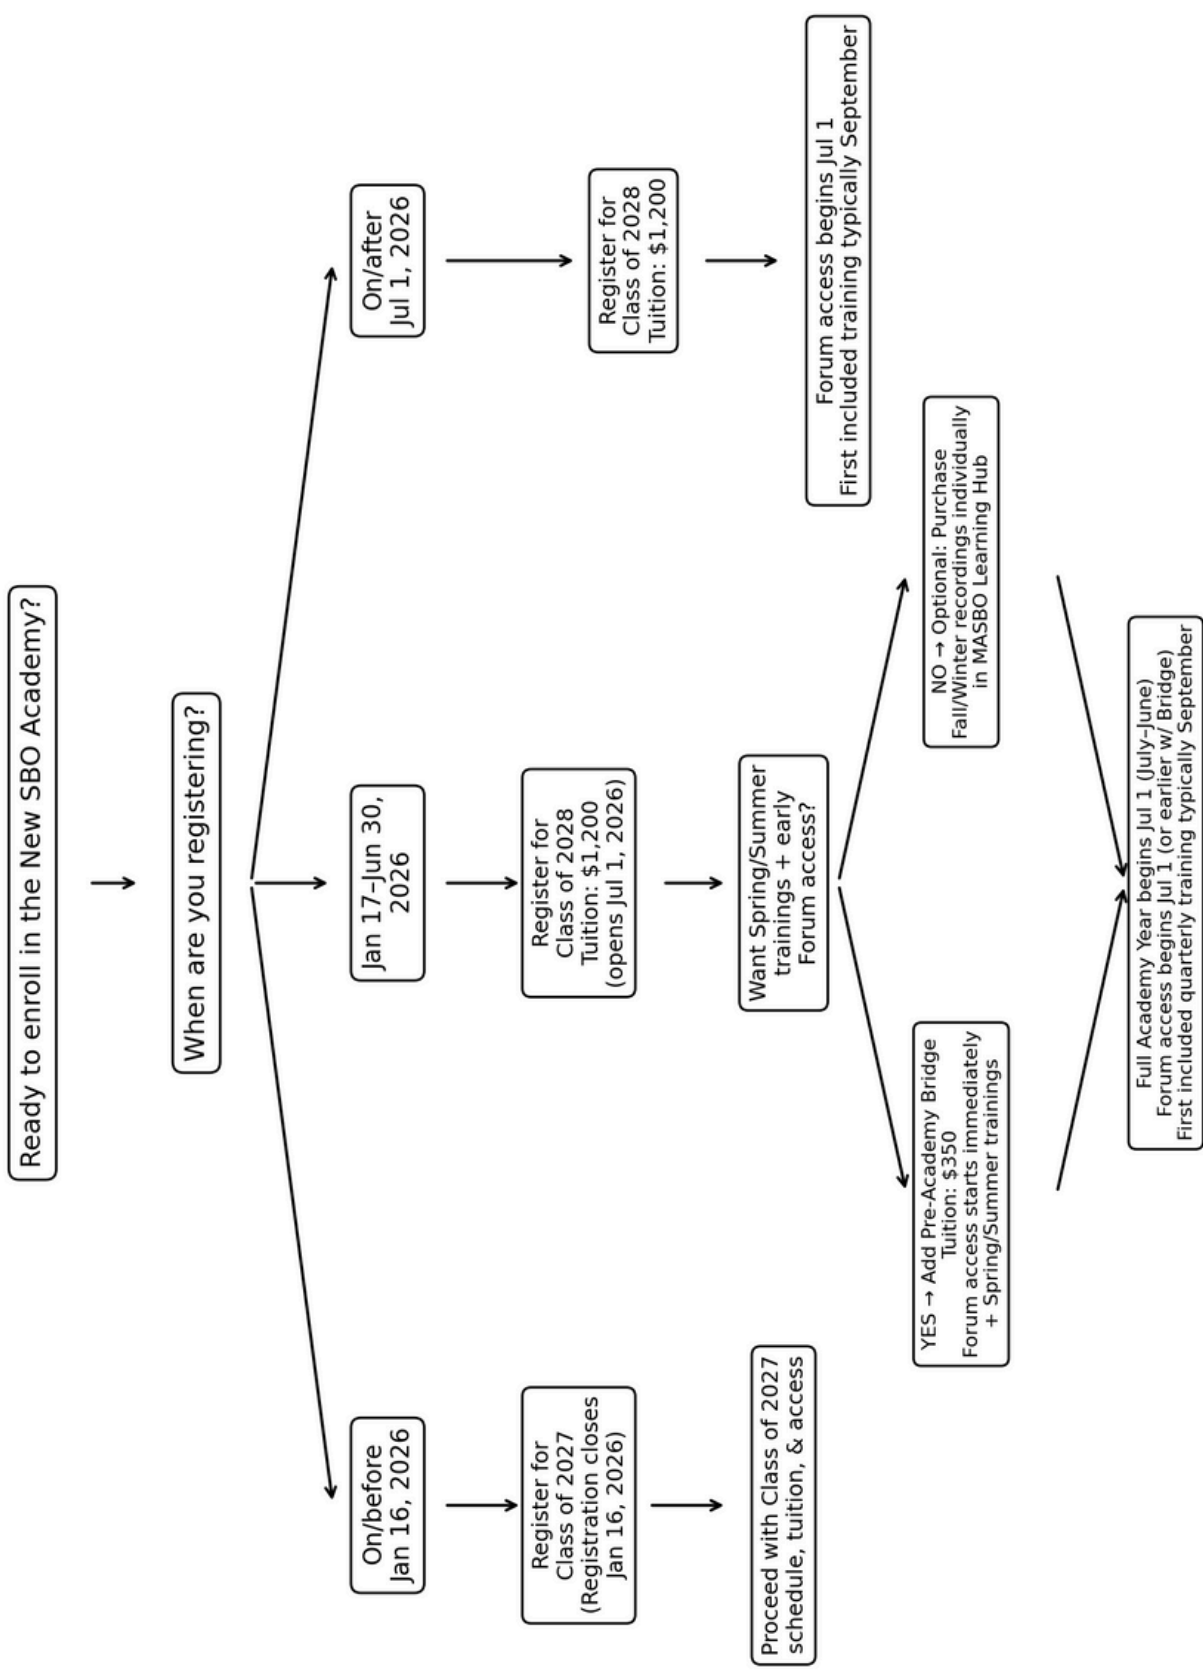 Ready to enroll in the New SBO Academy?
When are you registering?
On/before
Jan 16, 2026
Jan 17–Jun 30,
2026
On/after
Jul 1, 2026
Register for
Class of 2027
(Registration closes
Jan 16, 2026)
Register for
Class of 2028
Tuition: $1,200
(opens Jul 1, 2026)
Register for
Class of 2028
Tuition: $1,200
Proceed with Class of 2027
schedule, tuition, & access
Want Spring/Summer
trainings + early
Forum access?
Forum access begins Jul 1
First included training typically September
YES → Add Pre-Academy Bridge
Tuition: $350
Forum access starts immediately
+ Spring/Summer trainings
NO → Optional: Purchase
Fall/Winter recordings individually
in MASBO Learning Hub
Full Academy Year begins Jul 1 (July–June)
Forum access begins Jul 1 (or earlier w/ Bridge)
First included quarterly training typically September